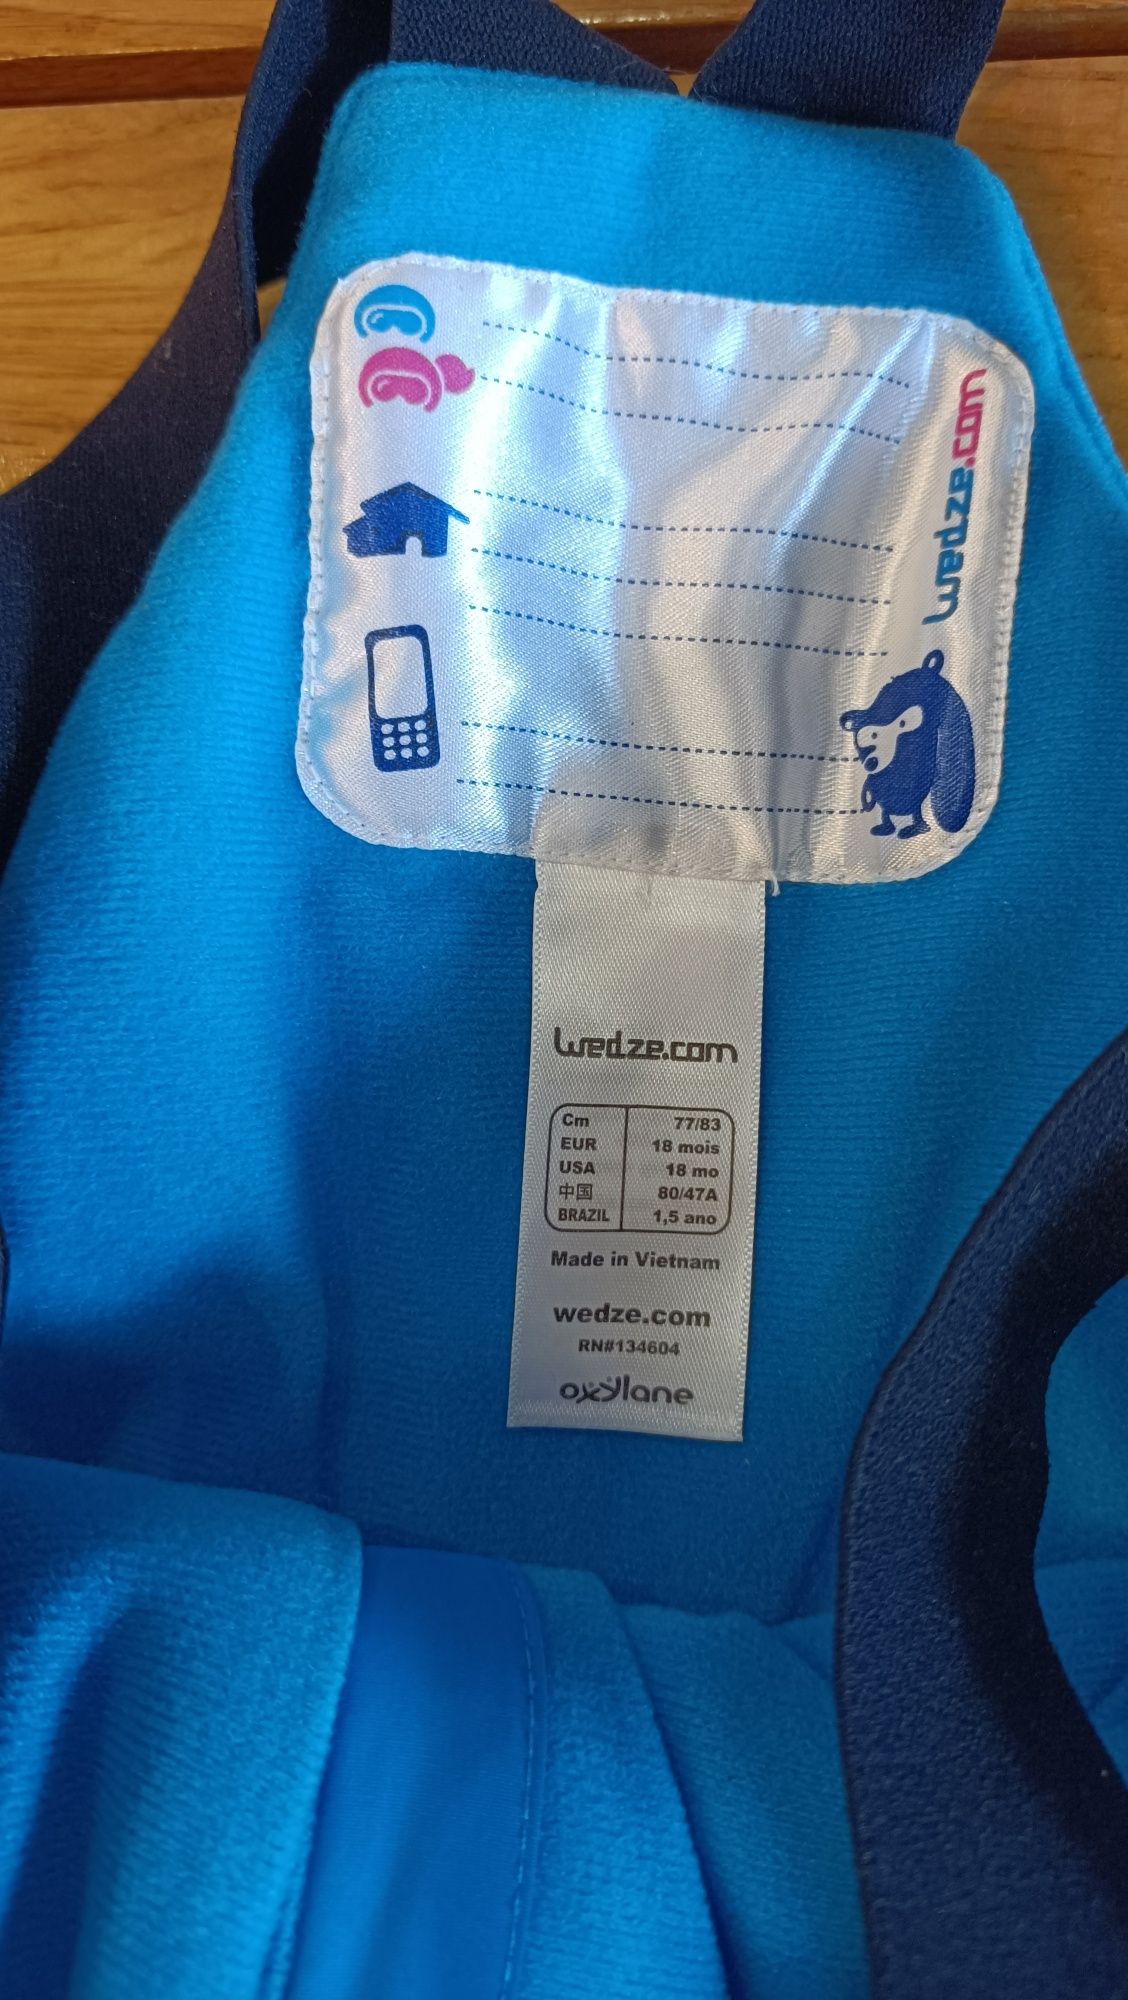 wedze.com
wedze.com
Cm 77/83
EUR 18 mois
USA 18 mo
中国 80/47A
BRAZIL 1,5 ano
Made in Vietnam
wedze.com
RN#134604
oxylane